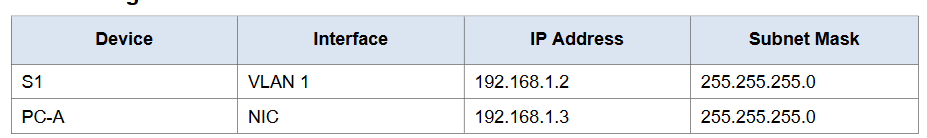 Device Interface IP Address Subnet Mask
S1 VLAN 1 192.168.1.2 255.255.255.0
PC-A NIC 192.168.1.3 255.255.255.0